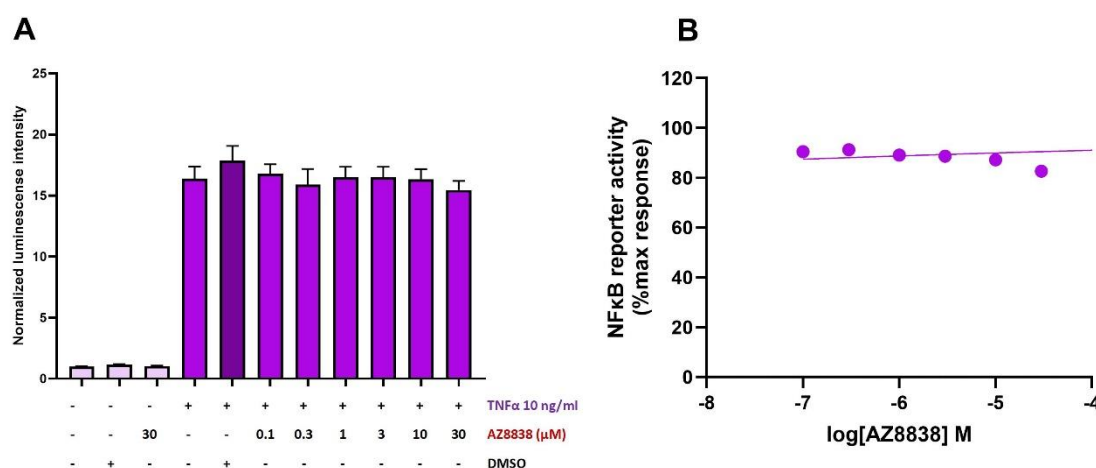 A
Normalized luminescense intensity
25
20
15
10
5
0
- - - + + + + + + + + TNFα 10 ng/ml
- - 30 - - 0.1 0.3 1 3 10 30 AZ8838 (µM)
- + - - + - - - - - - DMSO
B
NFκB reporter activity
(%max response)
120
100
80
60
40
20
0
-8 -7 -6 -5 -4
log[AZ8838] M